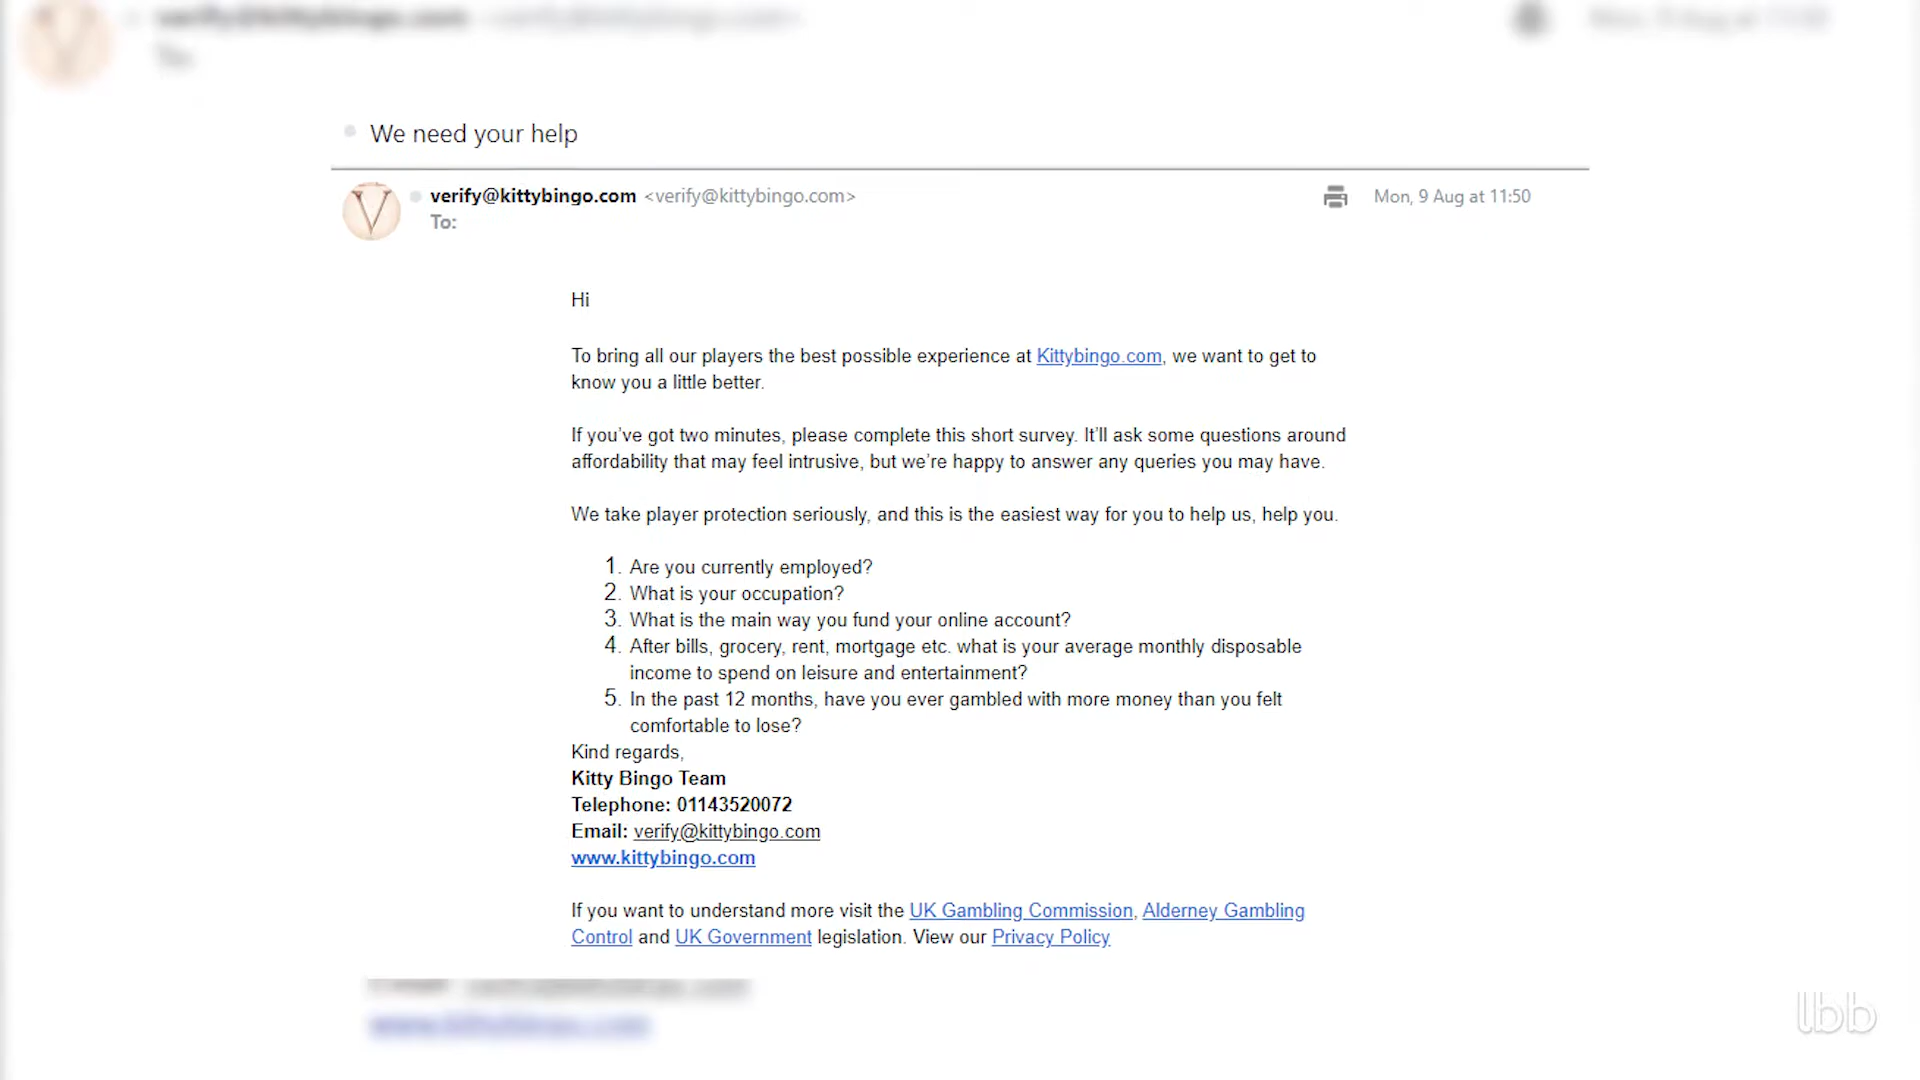 We need your help
V
verify@kittybingo.com <verify@kittybingo.com>
Mon, 9 Aug at 11:50
To:
Hi
To bring all our players the best possible experience at Kittybingo.com, we want to get to
know you a little better.
If you've got two minutes, please complete this short survey. It'll ask some questions around
affordability that may feel intrusive, but we're happy to answer any queries you may have.
We take player protection seriously, and this is the easiest way for you to help us, help you.
1. Are you currently employed?
2. What is your occupation?
3. What is the main way you fund your online account?
4. After bills, grocery, rent, mortgage etc. what is your average monthly disposable
income to spend on leisure and entertainment?
5. In the past 12 months, have you ever gambled with more money than you felt
comfortable to lose?
Kind regards,
Kitty Bingo Team
Telephone: 01143520072
Email: verify@kittybingo.com
www.kittybingo.com
If you want to understand more visit the UK Gambling Commission, Alderney Gambling
Control and UK Government legislation. View our Privacy Policy
lbb